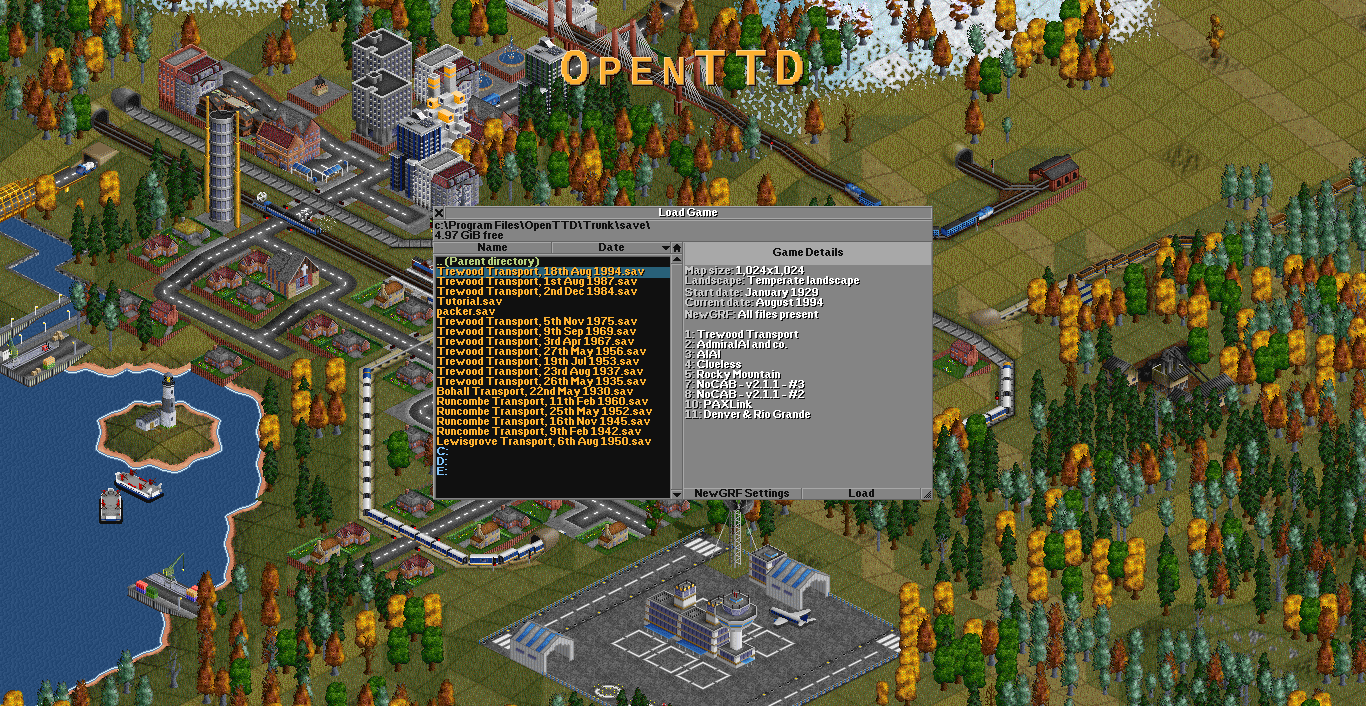 OPENTTD
Load Game
c:\Program Files\OpenTTD\Trunk\save\
4.97 GiB free
Name Date
.. (Parent directory)
Trewood Transport, 18th Aug 1994.sav
Trewood Transport, 1st Aug 1987.sav
Trewood Transport, 2nd Dec 1984.sav
Tutorial.sav
packer.sav
Trewood Transport, 5th Nov 1975.sav
Trewood Transport, 9th Sep 1969.sav
Trewood Transport, 3rd Apr 1967.sav
Trewood Transport, 27th May 1956.sav
Trewood Transport, 19th Jul 1953.sav
Trewood Transport, 23rd Aug 1937.sav
Trewood Transport, 26th May 1935.sav
Bohall Transport, 22nd May 1930.sav
Runcombe Transport, 11th Feb 1960.sav
Runcombe Transport, 25th May 1952.sav
Runcombe Transport, 16th Nov 1945.sav
Runcombe Transport, 9th Feb 1942.sav
Lewisgrove Transport, 6th Aug 1950.sav
C:
D:
E:
Game Details
Map size: 1,024x1,024
Landscape: Temperate landscape
Start date: January 1929
Current date: August 1994
NewGRF: All files present
1: Trewood Transport
2: AdmiralAI and co.
3: AIAI
4: Clueless
5: Rocky Mountain
7: NoCAB - v2.1.1 - #3
8: NoCAB - v2.1.1 - #2
10: PAXLink
11: Denver & Rio Grande
NewGRF Settings Load